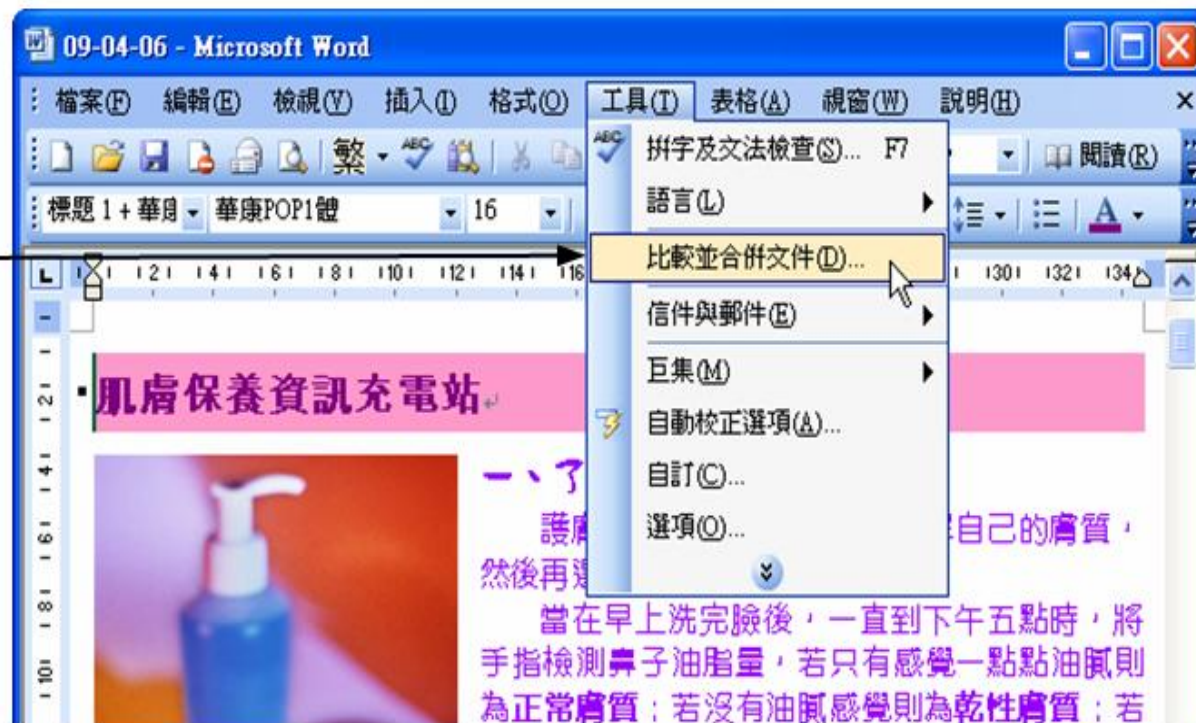 09-04-06 - Microsoft Word
檔案(F) 編輯(E) 檢視(V) 插入(I) 格式(O) 工具(T) 表格(A) 視窗(W) 說明(H)
繁 閱讀(R)
標題 1 + 華康 華康POP1體 16
拼字及文法檢查(S)... F7
語言(L)
比較並合併文件(D)...
信件與郵件(E)
巨集(M)
自動校正選項(A)...
自訂(C)...
選項(O)...
肌膚保養資訊充電站
一、了
護膚 自己的膚質，
然後再選
當在早上洗完臉後，一直到下午五點時，將
手指檢測鼻子油脂量，若只有感覺一點點油膩則
為正常膚質；若沒有油膩感覺則為乾性膚質；若